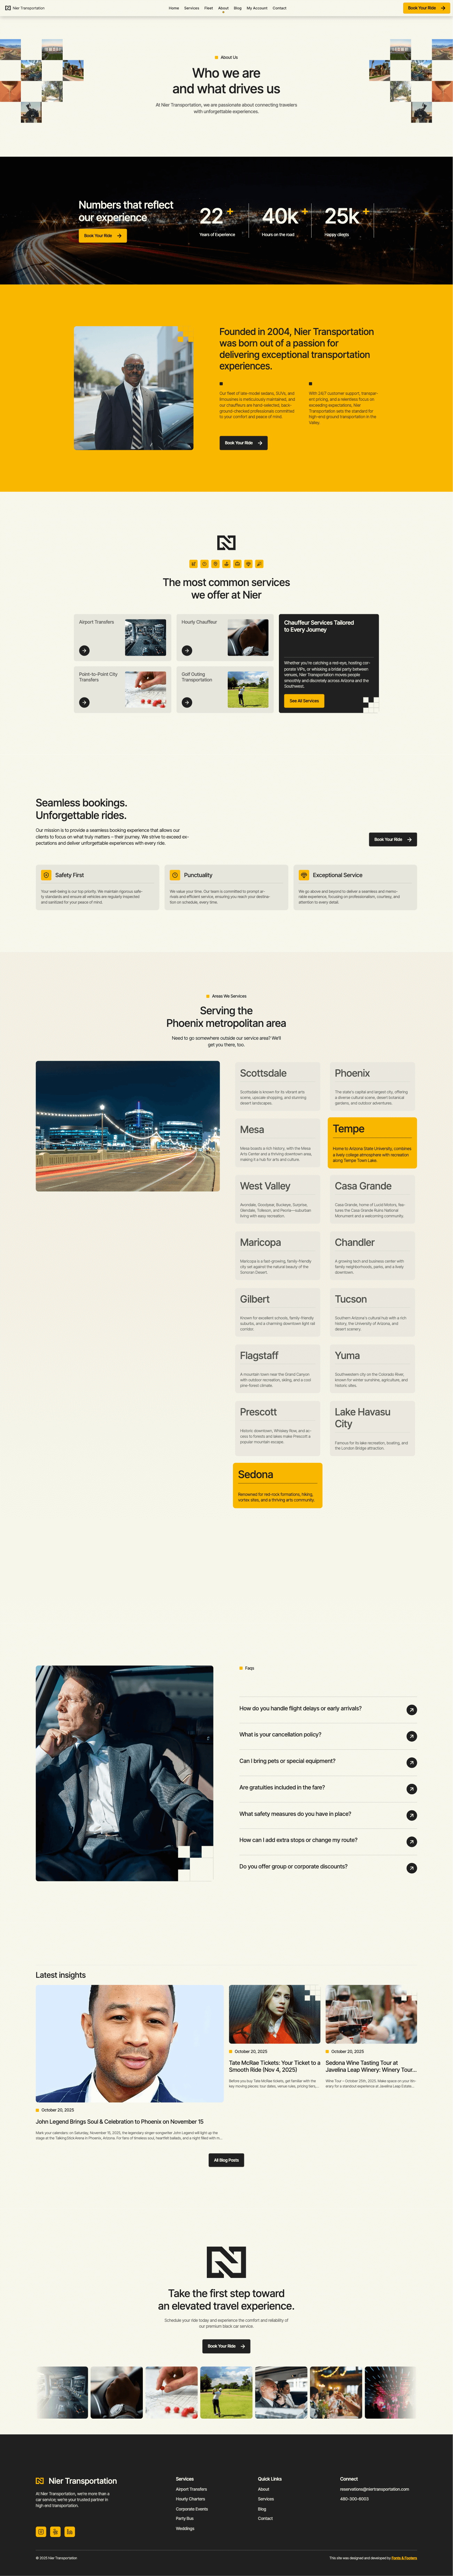 Nier Transportation
Home Services Fleet About Blog My Account Contact
Book Your Ride
About Us
Who we are
and what drives us
At Nier Transportation, we are passionate about connecting travelers
with unforgettable experiences.
Numbers that reflect
our experience
Book Your Ride
22+
Years of Experience
40k+
Hours on the road
25k+
Happy clients
Founded in 2004, Nier Transportation
was born out of a passion for
delivering exceptional transportation
experiences.
Our fleet of late-model sedans, SUVs, and
limousines is meticulously maintained, and
our chauffeurs are hand-selected, back-
ground-checked professionals committed
to your comfort and peace of mind.
With 24/7 customer support, transpar-
ent pricing, and a relentless focus on
exceeding expectations, Nier
Transportation sets the standard for
high-end ground transportation in the
Valley.
Book Your Ride
The most common services
we offer at Nier
Airport Transfers
Hourly Chauffeur
Point-to-Point City
Transfers
Golf Outing
Transportation
Chauffeur Services Tailored
to Every Journey
Whether you're catching a red-eye, hosting cor-
porate VIPs, or whisking a bridal party between
venues, Nier Transportation moves people
smoothly and discreetly across Arizona and the
Southwest.
See All Services
Seamless bookings.
Unforgettable rides.
Our mission is to provide a seamless booking experience that allows our
clients to focus on what truly matters – their journey. We strive to exceed ex-
pectations and deliver unforgettable experiences with every ride.
Book Your Ride
Safety First
Your well-being is our top priority. We maintain rigorous safe-
ty standards and ensure all vehicles are regularly inspected
and sanitized for your peace of mind.
Punctuality
We value your time. Our team is committed to prompt ar-
rivals and efficient service, ensuring you reach your destina-
tion on schedule, every time.
Exceptional Service
We go above and beyond to deliver a seamless and memo-
rable experience, focusing on professionalism, courtesy, and
attention to every detail.
Areas We Services
Serving the
Phoenix metropolitan area
Need to go somewhere outside our service area? We'll
get you there, too.
Scottsdale
Scottsdale is known for its vibrant arts
scene, upscale shopping, and stunning
desert landscapes.
Phoenix
The state's capital and largest city, offering
a diverse cultural scene, desert botanical
gardens, and outdoor adventures.
Mesa
Mesa boasts a rich history, with the Mesa
Arts Center and a thriving downtown area,
making it a hub for arts and culture.
Tempe
Home to Arizona State University, combines
a lively college atmosphere with recreation
along Tempe Town Lake.
West Valley
Avondale, Goodyear, Buckeye, Surprise,
Glendale, Tolleson, and Peoria—suburban
living with easy recreation.
Casa Grande
Casa Grande, home of Local Motors, fea-
tures the Casa Grande Ruins National
Monument and a welcoming community.
Maricopa
Maricopa is a fast-growing, family-friendly
city set against the natural beauty of the
Sonoran Desert.
Chandler
A growing tech and business center with
family neighborhoods, parks, and a lively
downtown.
Gilbert
Known for excellent schools, family-friendly
suburbs, and a charming downtown light rail
corridor.
Tucson
Southern Arizona's cultural hub with a rich
history, the University of Arizona, and
desert scenery.
Flagstaff
A mountain town near the Grand Canyon
with outdoor recreation, skiing, and a cool
pine-forest climate.
Yuma
Southwestern city on the Colorado River,
known for winter sunshine, agriculture, and
historic sites.
Prescott
Historic downtown, Whiskey Row, and ac-
cess to forests and lakes make Prescott a
popular mountain escape.
Lake Havasu
City
Famous for its lake recreation, boating, and
the London Bridge attraction.
Sedona
Renowned for red-rock formations, hiking,
vortex sites, and a thriving arts community.
Faqs
How do you handle flight delays or early arrivals?
What is your cancellation policy?
Can I bring pets or special equipment?
Are gratuities included in the fare?
What safety measures do you have in place?
How can I add extra stops or change my route?
Do you offer group or corporate discounts?
Latest insights
October 20, 2025
John Legend Brings Soul & Celebration to Phoenix on November 15
Mark your calendars: on Saturday, November 15, 2025, the legendary singer-songwriter John Legend will light up the
stage at the Talking Stick Arena in Phoenix, Arizona. For fans of timeless soul, heartfelt ballads, and a night filled with m...
October 20, 2025
Tate McRae Tickets: Your Ticket to a
Smooth Ride (Nov 4, 2025)
Before you buy Tate McRae tickets, get familiar with the
key moving pieces: tour dates, venue rules, pricing tiers,...
October 20, 2025
Sedona Wine Tasting Tour at
Javelina Leap Winery: Winery Tour...
Wine Tour – October 25th, 2025. Make space on your itin-
erary for a standout experience at Javelina Leap Estate...
All Blog Posts
Take the first step toward
an elevated travel experience.
Schedule your ride today and experience the comfort and reliability of
our premium black car service.
Book Your Ride
Nier Transportation
At Nier Transportation, we're more than a
car service; we're your trusted partner in
high end transportation.
Services
Airport Transfers
Hourly Charters
Corporate Events
Party Bus
Weddings
Quick Links
About
Services
Blog
Contact
Connect
reservations@niertransportation.com
480-300-6003
© 2025 Nier Transportation
This site was designed and developed by Fonts & Footers